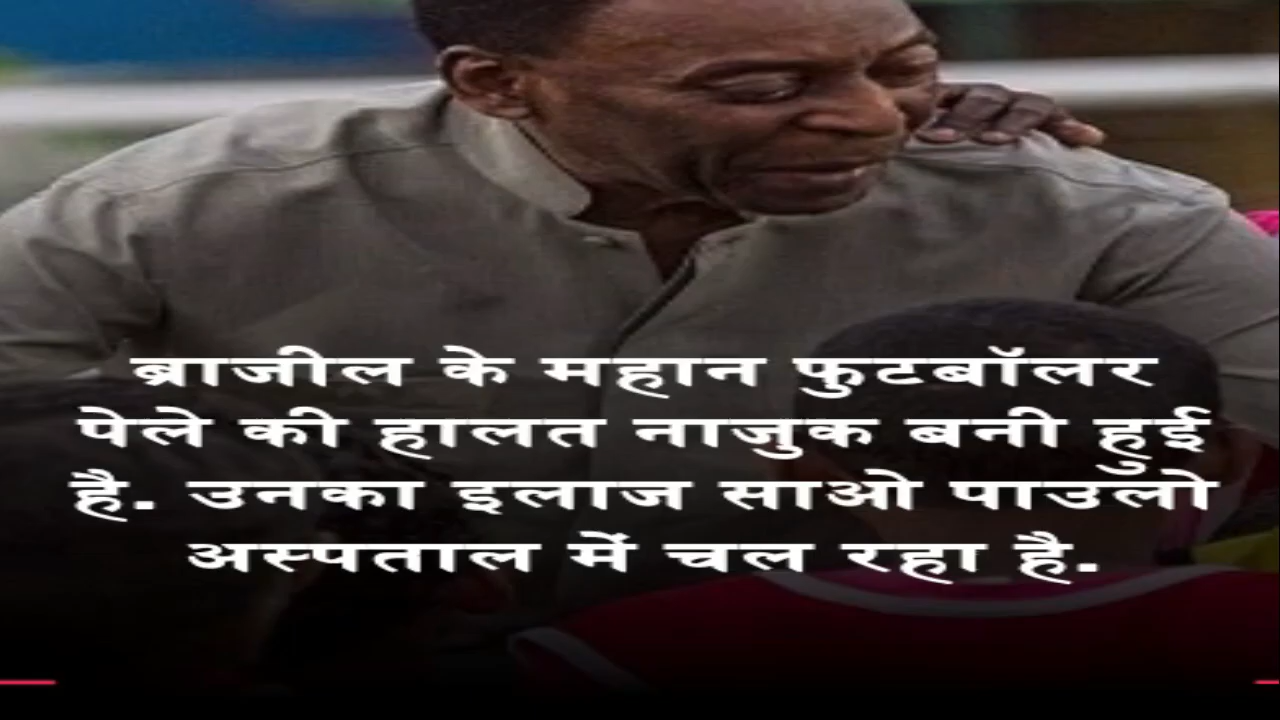 ब्राजील के महान फुटबॉलर
पेले की हालत नाजुक बनी हुई
है. उनका इलाज साओ पाउलो
अस्पताल में चल रहा है.